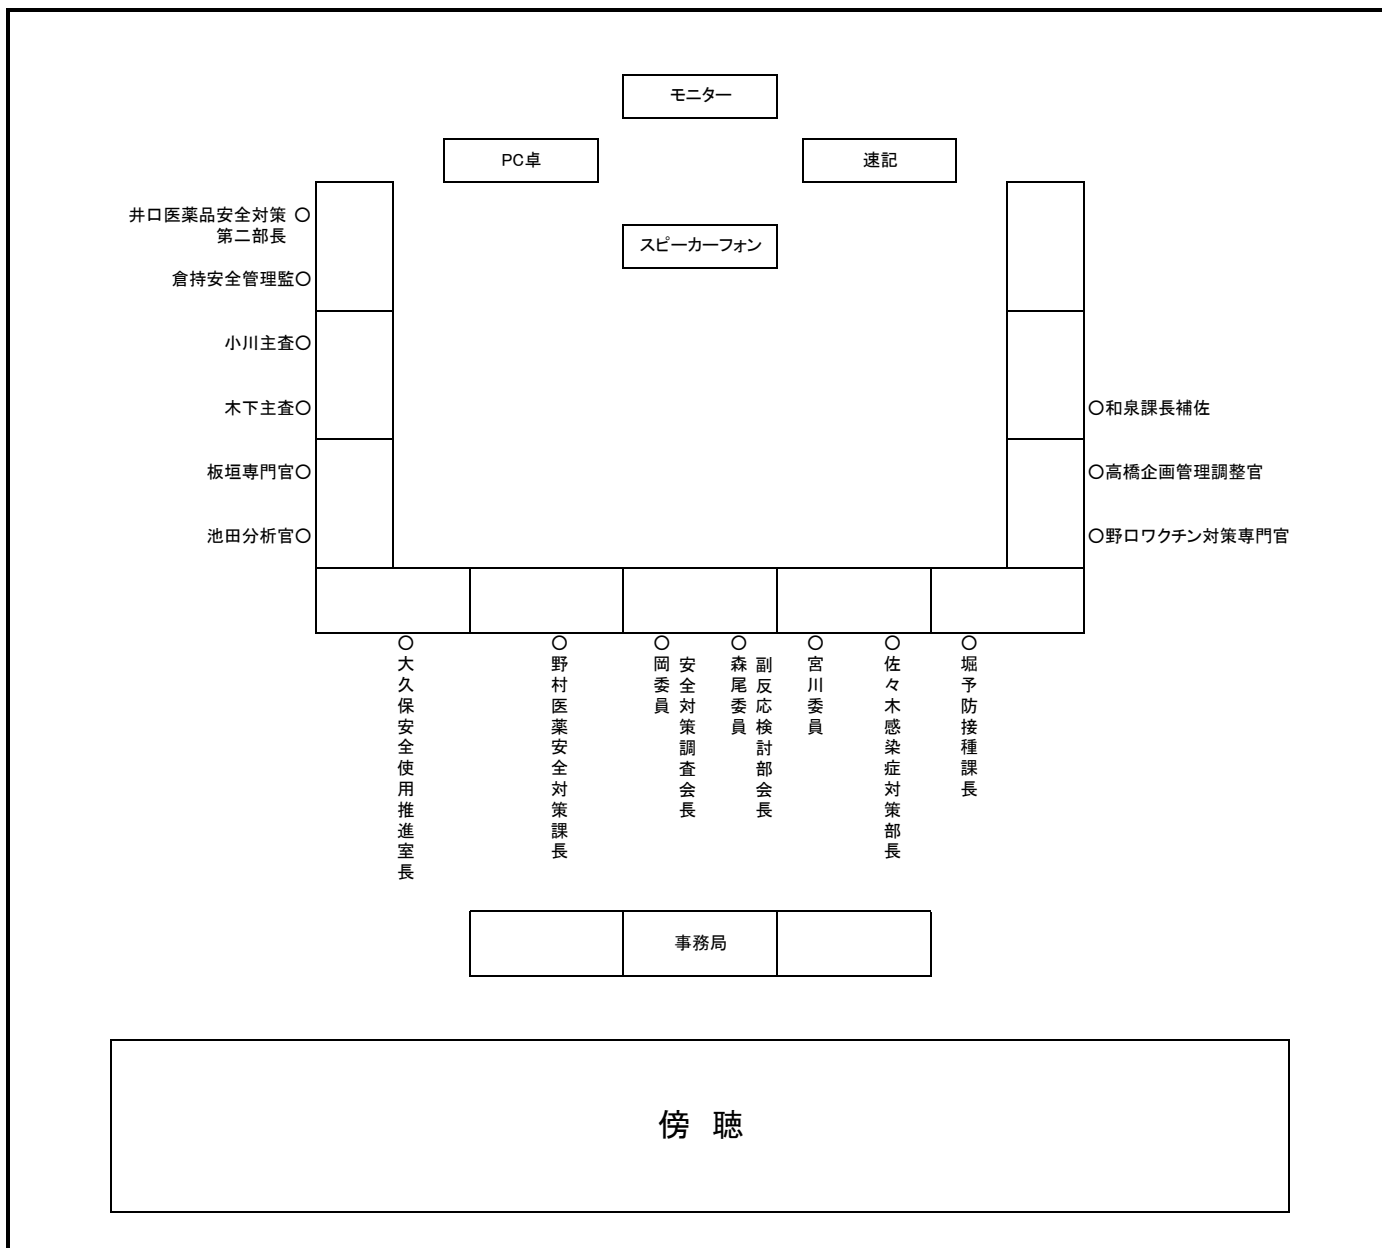 モニター
PC卓
速記
スピーカーフォン
井口医薬品安全対策 ○
第二部長
倉持安全管理監○
小川主査○
木下主査○
板垣専門官○
池田分析官○
○和泉課長補佐
○高橋企画管理調整官
○野口ワクチン対策専門官
○大久保安全使用推進室長
○野村医薬安全対策課長
○岡委員
安全対策調査会長
○森尾委員
副反応検討部会長
○宮川委員
○佐々木感染症対策部長
○堀予防接種課長
事務局
傍 聴